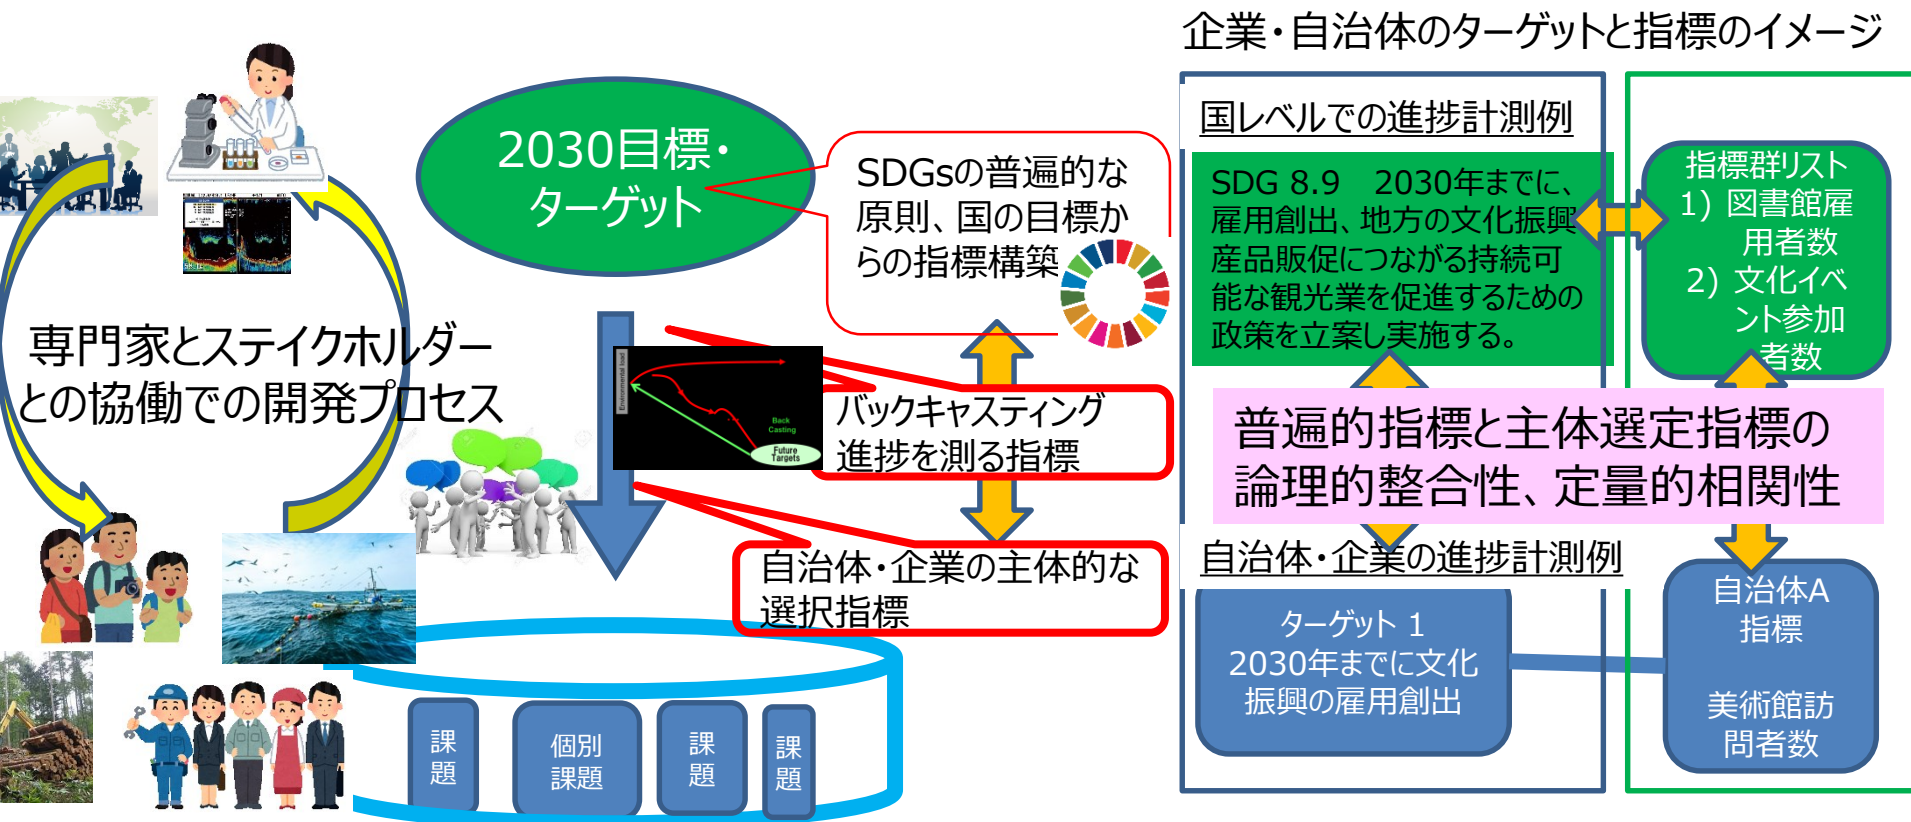 企業・自治体のターゲットと指標のイメージ
2030目標・
ターゲット
SDGsの普遍的な
原則、国の目標か
らの指標構築
専門家とステイクホルダー
との協働での開発プロセス
Environmental load
Back
Casting
Future
Targets
バックキャスティング
進捗を測る指標
自治体・企業の主体的な
選択指標
課
題
個別
課題
課
題
課
題
国レベルでの進捗計測例
SDG 8.9 2030年までに、
雇用創出、地方の文化振興
産品販促につながる持続可
能な観光業を促進するための
政策を立案し実施する。
指標群リスト
1) 図書館雇
用者数
2) 文化イベ
ント参加
者数
普遍的指標と主体選定指標の
論理的整合性、定量的相関性
自治体・企業の進捗計測例
ターゲット 1
2030年までに文化
振興の雇用創出
自治体A
指標
美術館訪
問者数